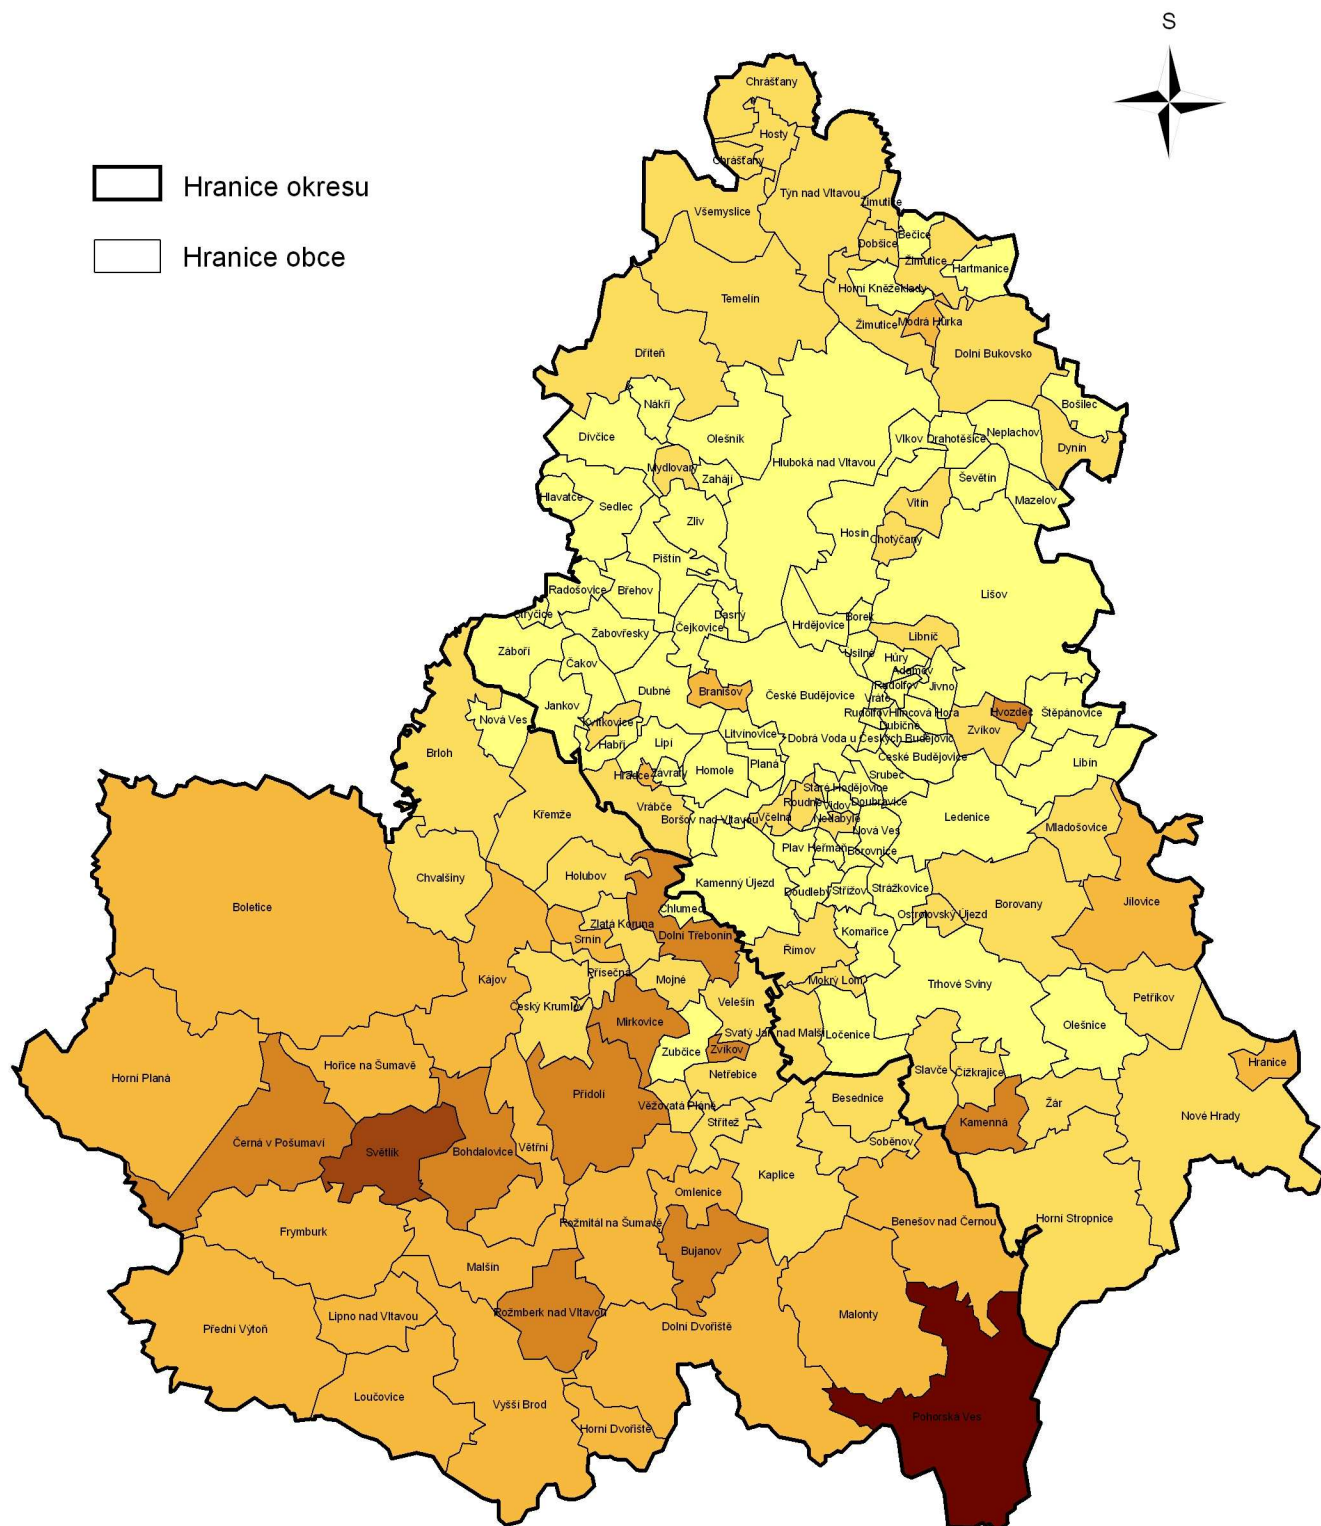 S
Hranice okresu
Hranice obce
Chrášťany
Hosty
Chrášťany
Týn nad Vltavou
Všemyslice
Žimutice
Bečice
Dobšice
Žimutice
Hartmanice
Horní Kněžeklady
Temelín
Žimutice
Modrá Hůrka
Dolní Bukovsko
Dříteň
Nákří
Bošilec
Dívčice
Olešník
Vlkov
Drahotěšice
Neplachov
Dynín
Mydlovary
Zahájí
Hluboká nad Vltavou
Ševětín
Hlavatce
Sedlec
Vitín
Mazelov
Zliv
Hosín
Chotýčany
Pištín
Radošovice
Břehov
Lišov
Strýčice
Dasný
Čejkovice
Hrdějovice
Borek
Žabovřesky
Libníč
Záboří
Čakov
Úsilné
Hůry
Adamov
Dubné
Branišov
České Budějovice
Rudolfov
Jivno
Vráto
Jankov
Nová Ves
Rudolfov
Hlincová Hora
Hvozdec
Štěpánovice
Kvítkovice
Dubičné
Zvíkov
Litvínovice
Dobrá Voda u Českých Budějovic
Habří
Lipí
Brloh
České Budějovice
Libín
Hradce
Závraty
Homole
Planá
Srubec
Staré Hodějovice
Vrábče
Roudné
Vidov
Doubravice
Křemže
Boršov nad Vltavou
Včelná
Nedabyle
Ledenice
Mladošovice
Nová Ves
Plav
Heřmaň
Borovnice
Chvalšiny
Holubov
Kamenný Újezd
Doudleby
Střížov
Strážkovice
Borovany
Jílovice
Boletice
Chlumec
Zlatá Koruna
Ostrolovský Újezd
Srnín
Dolní Třebonín
Komařice
Římov
Kájov
Přísečná
Mojné
Mokrý Lom
Trhové Sviny
Petříkov
Český Krumlov
Velešín
Mirkovice
Svatý Jan nad Malší
Ločenice
Olešnice
Zubčice
Zvíkov
Hranice
Hořice na Šumavě
Slavče
Čížkrajice
Horní Planá
Netřebice
Přídolí
Besednice
Věžovatá Pláně
Žár
Nové Hrady
Střítež
Kamenná
Černá v Pošumaví
Soběnov
Světlík
Bohdalovice
Větřní
Kaplice
Omlenice
Frymburk
Rožmitál na Šumavě
Benešov nad Černou
Horní Stropnice
Bujanov
Malšín
Rožmberk nad Vltavou
Lipno nad Vltavou
Malonty
Přední Výtoň
Dolní Dvořiště
Loučovice
Vyšší Brod
Pohorská Ves
Horní Dvořiště